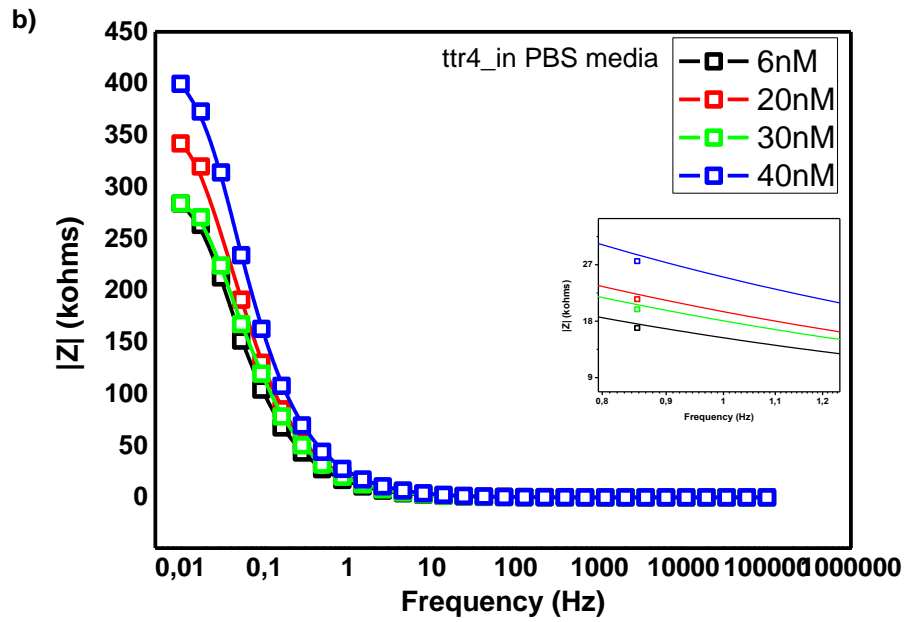 b)
450
400
350
300
250
200
150
100
50
0
|Z| (kohms)
ttr4_in PBS media
6nM
20nM
30nM
40nM
27
18
9
|Z| (kohms)
0,8 0,9 1 1,1 1,2
Frequency (Hz)
0,01 0,1 1 10 100 1000 10000 100000 1000000
Frequency (Hz)